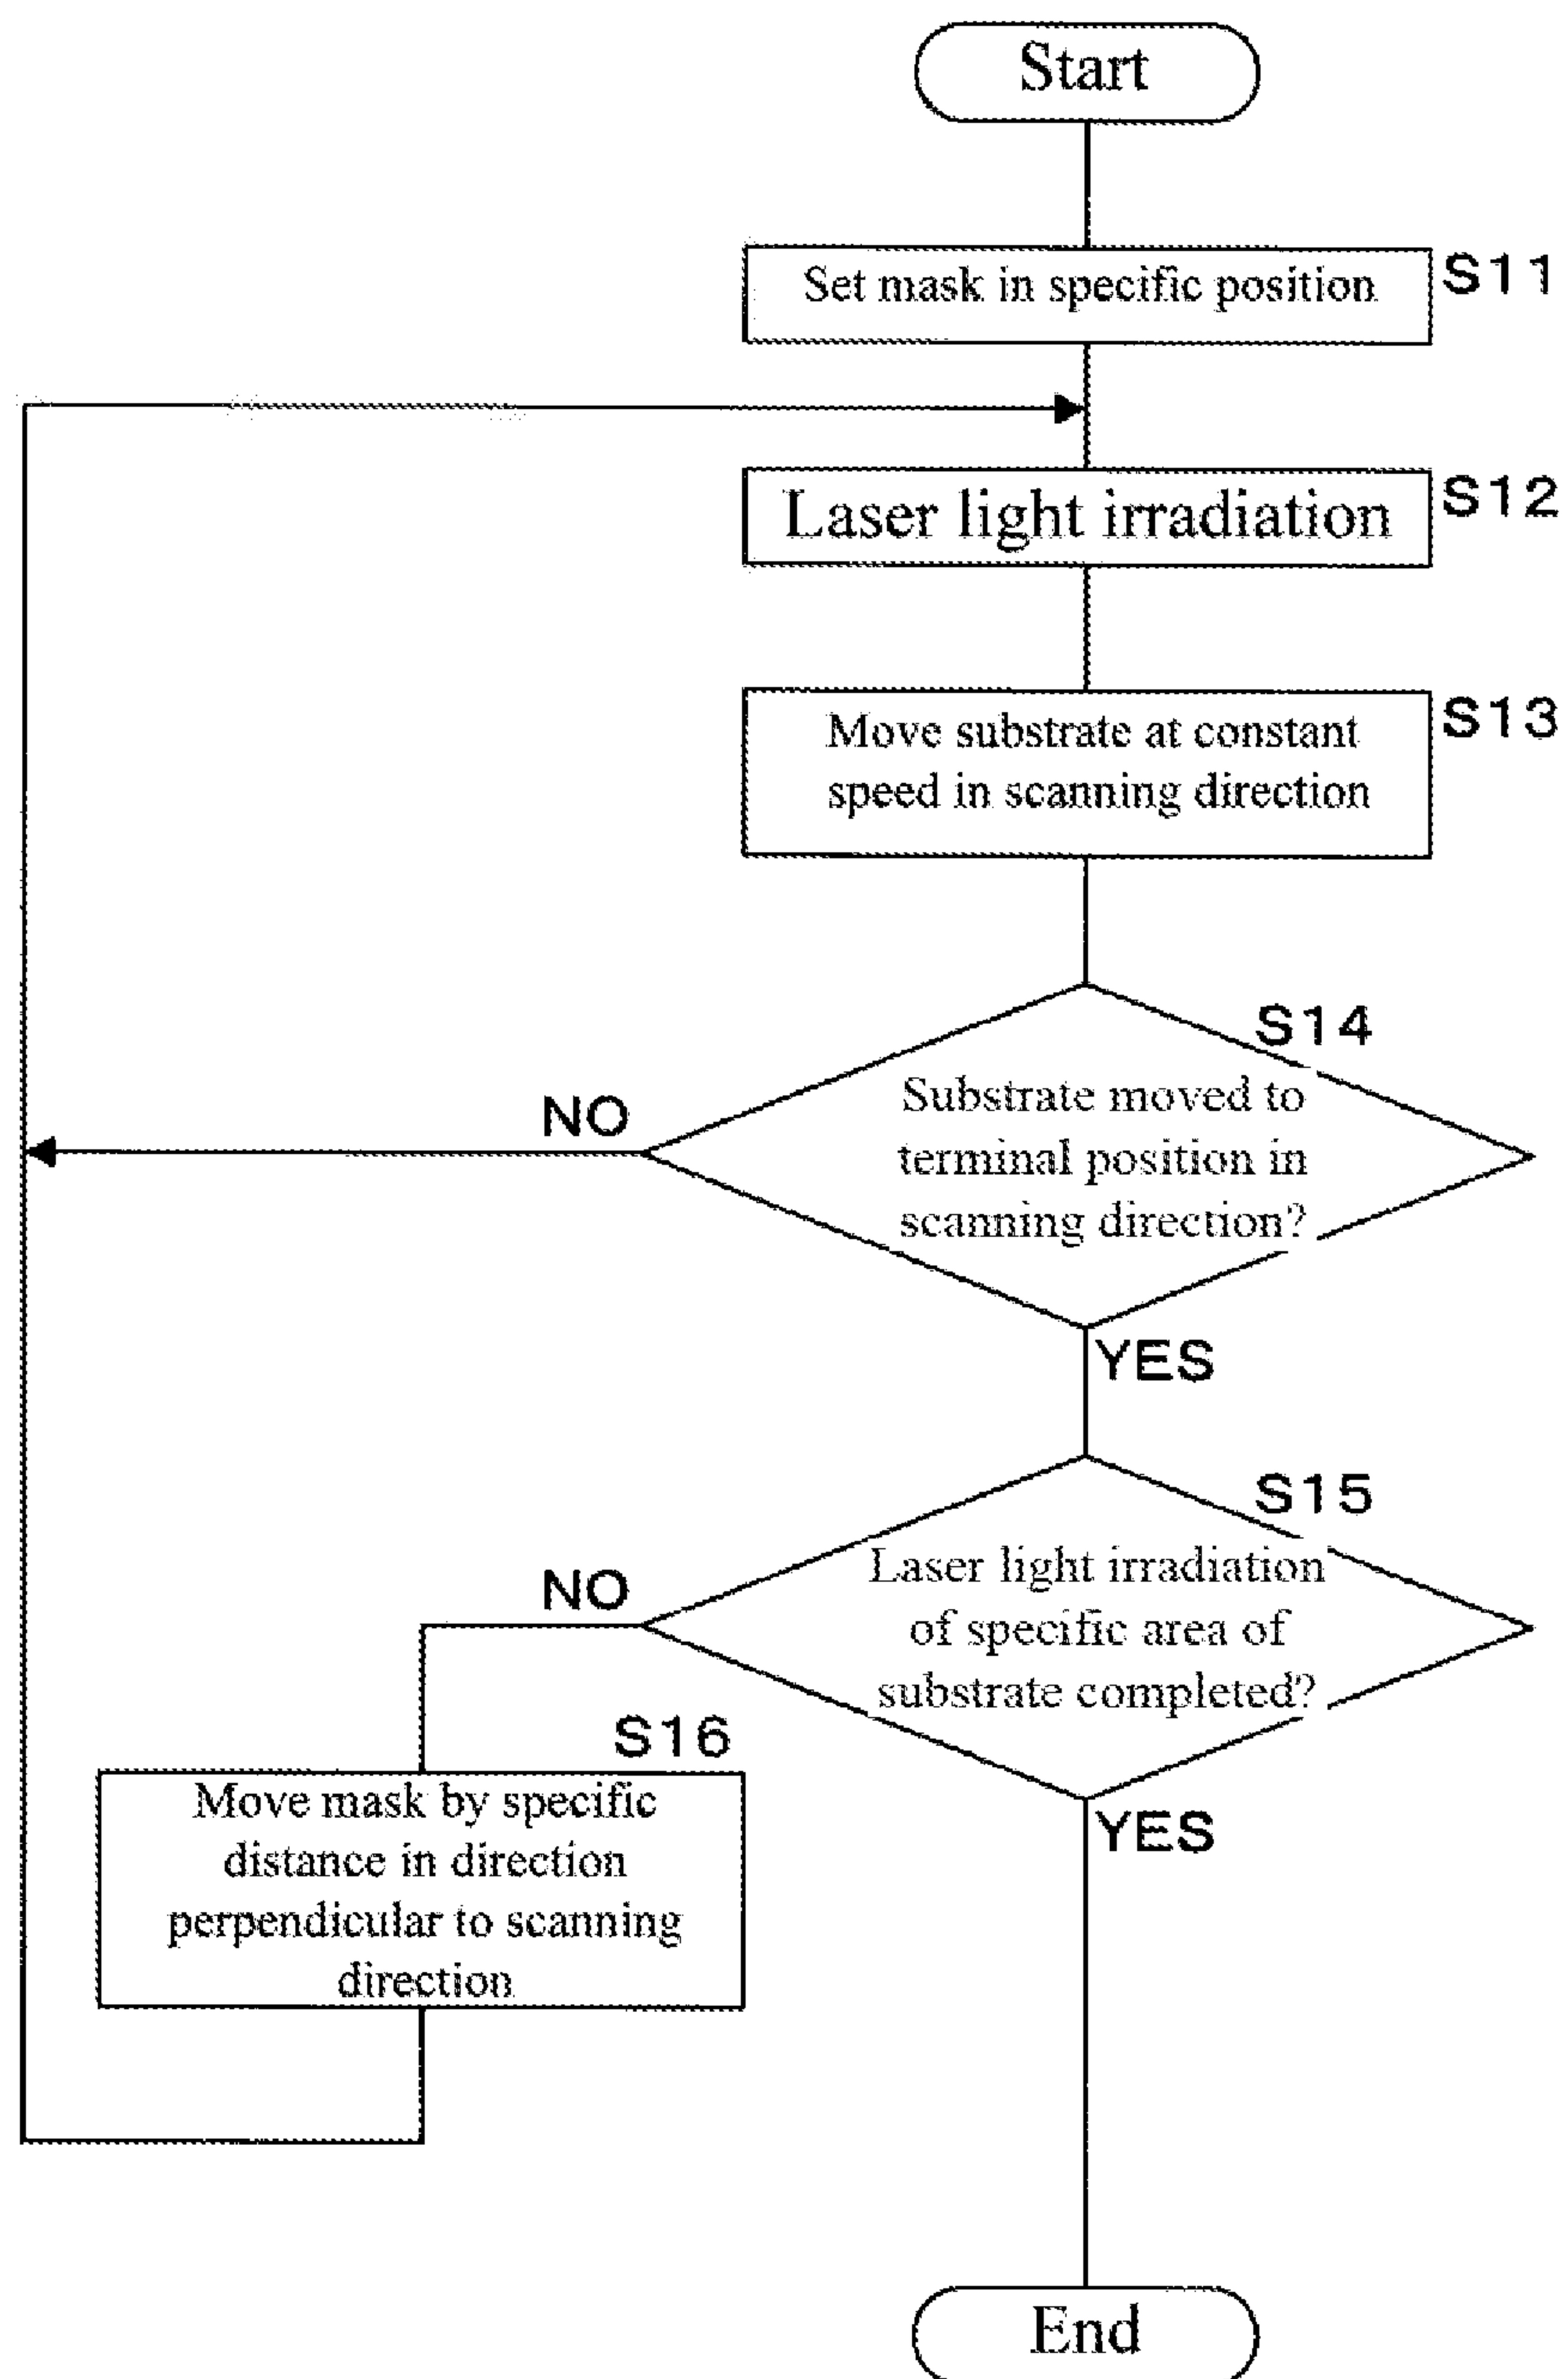 Start
Set mask in specific position
S11
Laser light irradiation
S12
Move substrate at constant
speed in scanning direction
S13
S14
Substrate moved to
terminal position in
scanning direction?
NO
YES
S15
Laser light irradiation
of specific area of
substrate completed?
NO
YES
S16
Move mask by specific
distance in direction
perpendicular to scanning
direction
End